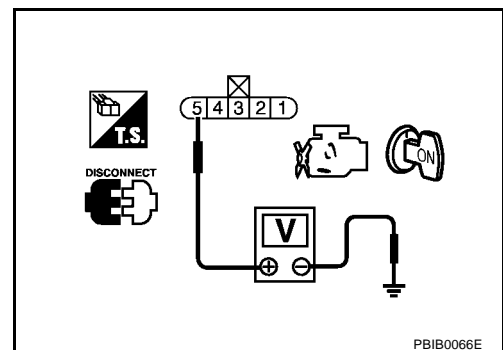 5 4 3 2 1
T.S.
ON
DISCONNECT
V
+ −
PBIB0066E